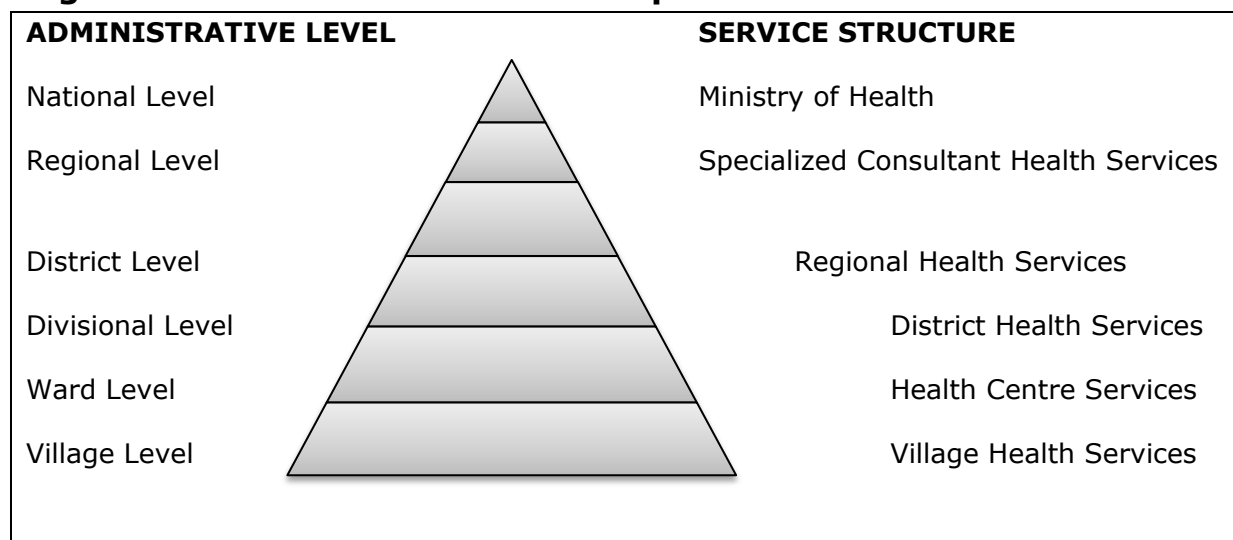 ADMINISTRATIVE LEVEL SERVICE STRUCTURE
National Level Ministry of Health
Regional Level Specialized Consultant Health Services
District Level Regional Health Services
Divisional Level District Health Services
Ward Level Health Centre Services
Village Level Village Health Services